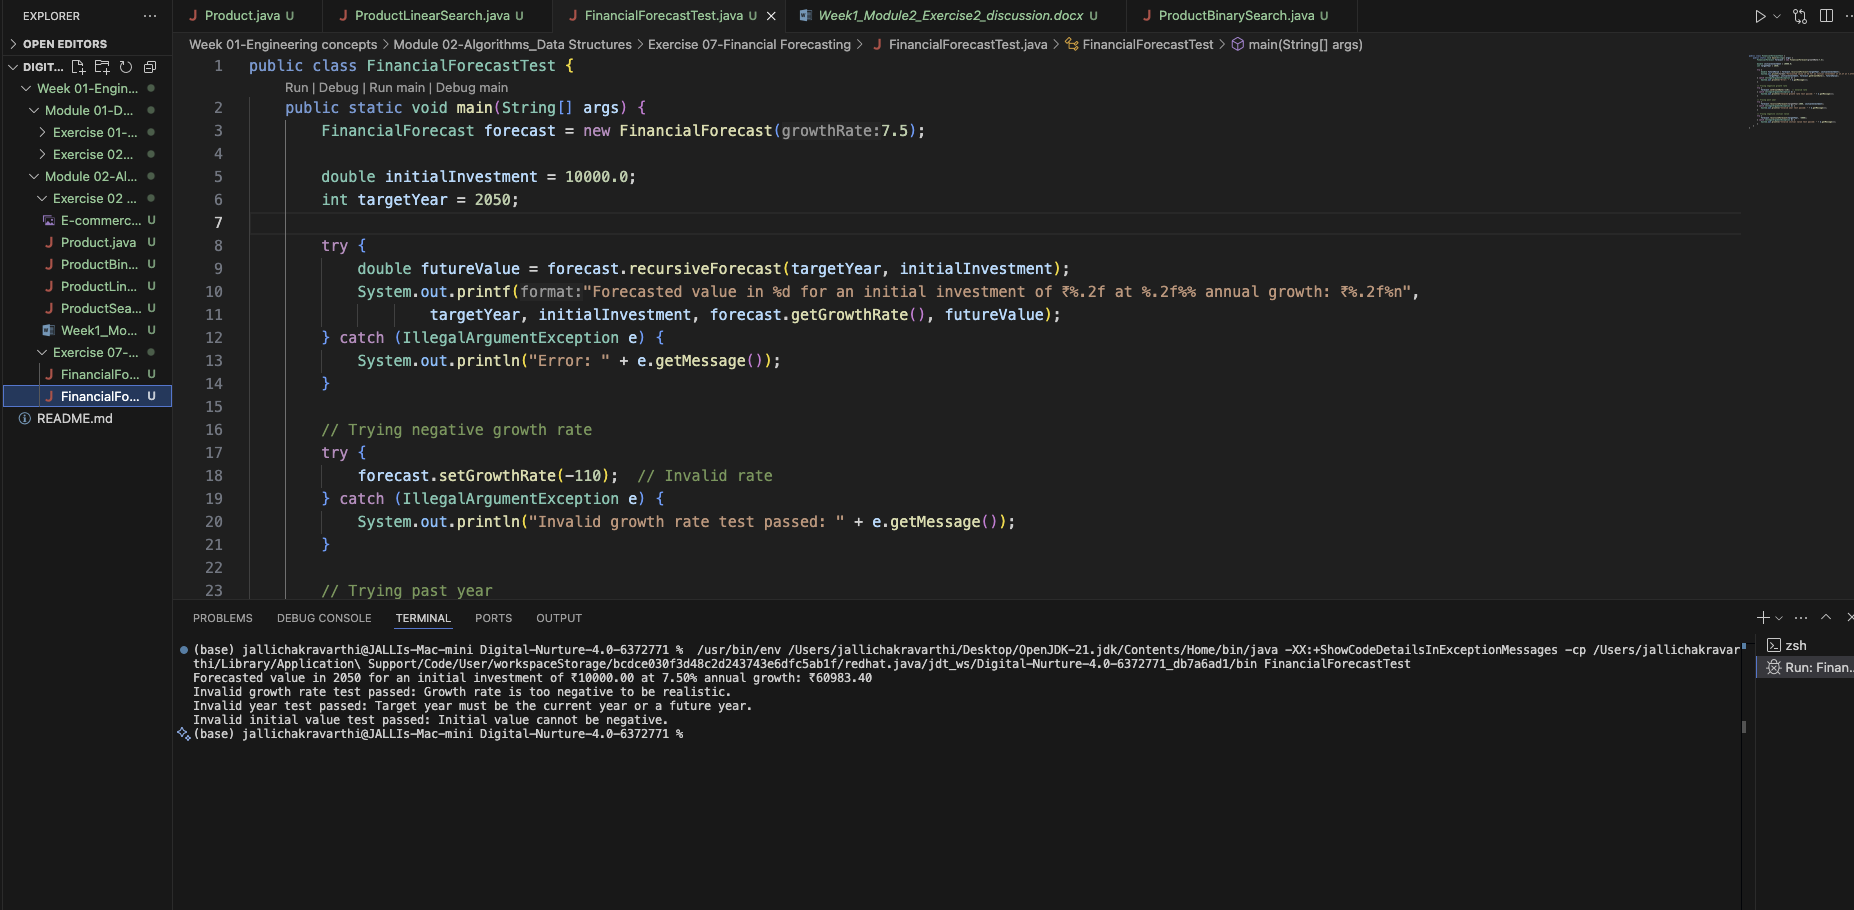 EXPLORER
Product.java U
ProductLinearSearch.java U
FinancialForecastTest.java U
Week1_Module2_Exercise2_discussion.docx U
ProductBinarySearch.java U
OPEN EDITORS
DIGIT...
Week 01-Engin...
Module 01-D...
Exercise 01-...
Exercise 02...
Module 02-Al...
Exercise 02 ...
E-commerc... U
Product.java U
ProductBin... U
ProductLin... U
ProductSea... U
Week1_Mo... U
Exercise 07-...
FinancialFo... U
FinancialFo... U
README.md
Week 01-Engineering concepts > Module 02-Algorithms_Data Structures > Exercise 07-Financial Forecasting > FinancialForecastTest.java > FinancialForecastTest > main(String[] args)
1 public class FinancialForecastTest {
Run | Debug | Run main | Debug main
2 public static void main(String[] args) {
3 FinancialForecast forecast = new FinancialForecast(growthRate:7.5);
4
5 double initialInvestment = 10000.0;
6 int targetYear = 2050;
7
8 try {
9 double futureValue = forecast.recursiveForecast(targetYear, initialInvestment);
10 System.out.printf(format:"Forecasted value in %d for an initial investment of ₹%.2f at %.2f%% annual growth: ₹%.2f%n",
11 targetYear, initialInvestment, forecast.getGrowthRate(), futureValue);
12 } catch (IllegalArgumentException e) {
13 System.out.println("Error: " + e.getMessage());
14 }
15
16 // Trying negative growth rate
17 try {
18 forecast.setGrowthRate(-110); // Invalid rate
19 } catch (IllegalArgumentException e) {
20 System.out.println("Invalid growth rate test passed: " + e.getMessage());
21 }
22
23 // Trying past year
PROBLEMS DEBUG CONSOLE TERMINAL PORTS OUTPUT
(base) jallichakravarthi@JALLIs-Mac-mini Digital-Nurture-4.0-6372771 % /usr/bin/env /Users/jallichakravarthi/Desktop/OpenJDK-21.jdk/Contents/Home/bin/java -XX:+ShowCodeDetailsInExceptionMessages -cp /Users/jallichakravar
thi/Library/Application\ Support/Code/User/workspaceStorage/bcdce030f3d48c2d243743e6dfc5ab1f/redhat.java/jdt_ws/Digital-Nurture-4.0-6372771_db7a6ad1/bin FinancialForecastTest
Forecasted value in 2050 for an initial investment of ₹10000.00 at 7.50% annual growth: ₹60983.40
Invalid growth rate test passed: Growth rate is too negative to be realistic.
Invalid year test passed: Target year must be the current year or a future year.
Invalid initial value test passed: Initial value cannot be negative.
(base) jallichakravarthi@JALLIs-Mac-mini Digital-Nurture-4.0-6372771 %
zsh
Run: Finan...